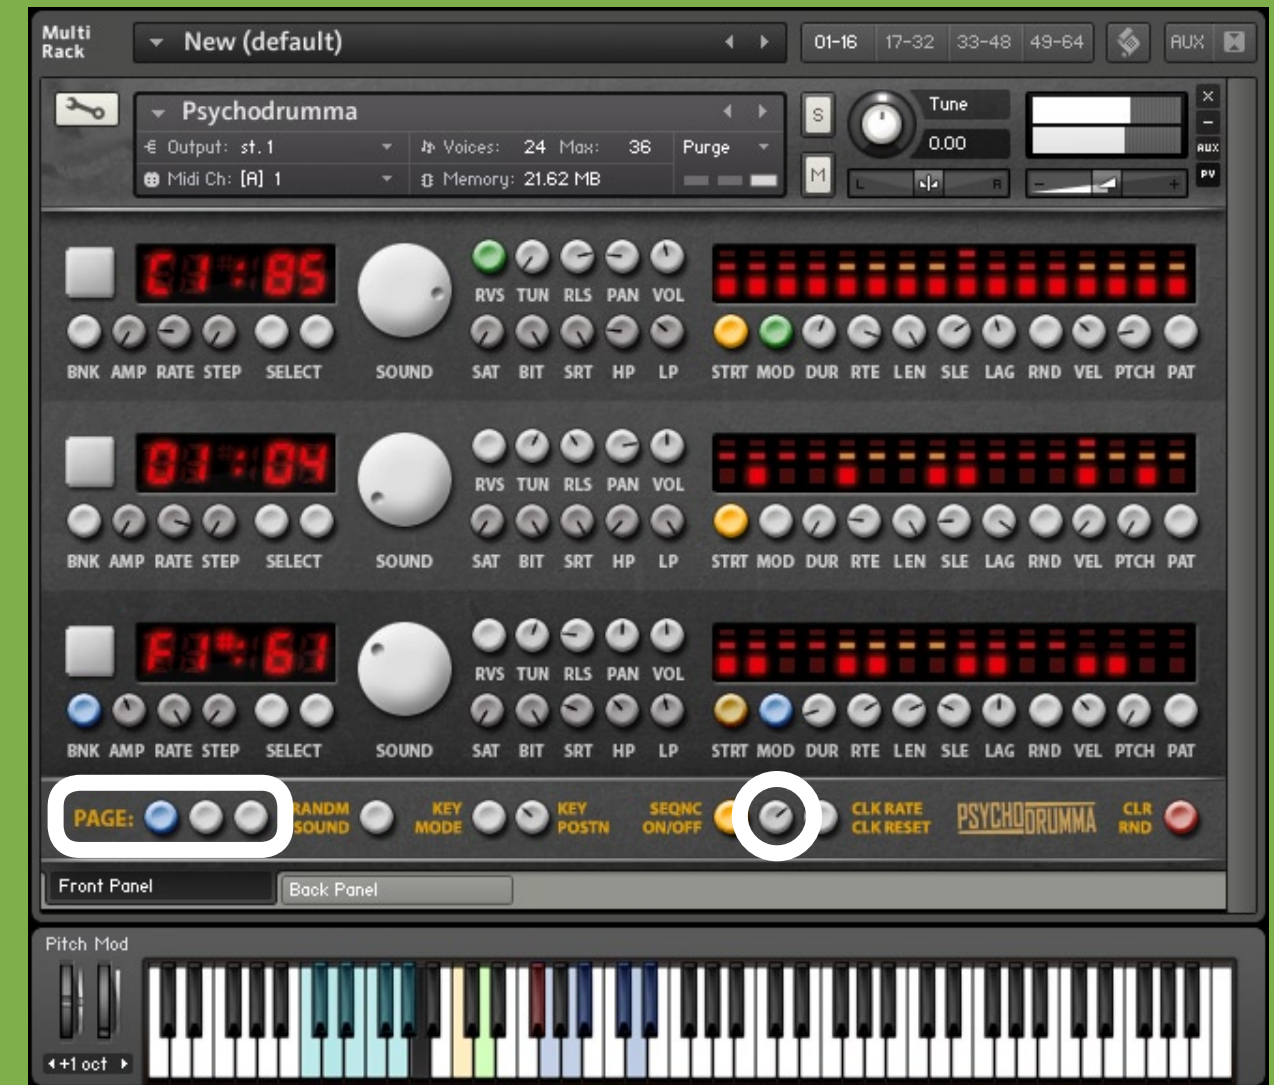 Multi
Rack
New (default)
01-16 17-32 33-48 49-64 AUX
Psychodrumma
Output: st. 1 Voices: 24 Max: 36 Purge
Midi Ch: [A] 1 Memory: 21.62 MB
S
M
Tune
0.00
L R - +
X
-
AUX
PV
C1 : 85
RVS TUN RLS PAN VOL
BNK AMP RATE STEP SELECT SOUND SAT BIT SRT HP LP STRT MOD DUR RTE LEN SLE LAG RND VEL PTCH PAT
01:04
RVS TUN RLS PAN VOL
BNK AMP RATE STEP SELECT SOUND SAT BIT SRT HP LP STRT MOD DUR RTE LEN SLE LAG RND VEL PTCH PAT
F1#: 61
RVS TUN RLS PAN VOL
BNK AMP RATE STEP SELECT SOUND SAT BIT SRT HP LP STRT MOD DUR RTE LEN SLE LAG RND VEL PTCH PAT
PAGE: RANDM SOUND KEY MODE KEY POSTN SEQNC ON/OFF CLK RATE CLK RESET PSYCHODRUMMA CLR RND
Front Panel Back Panel
Pitch Mod
+1 oct